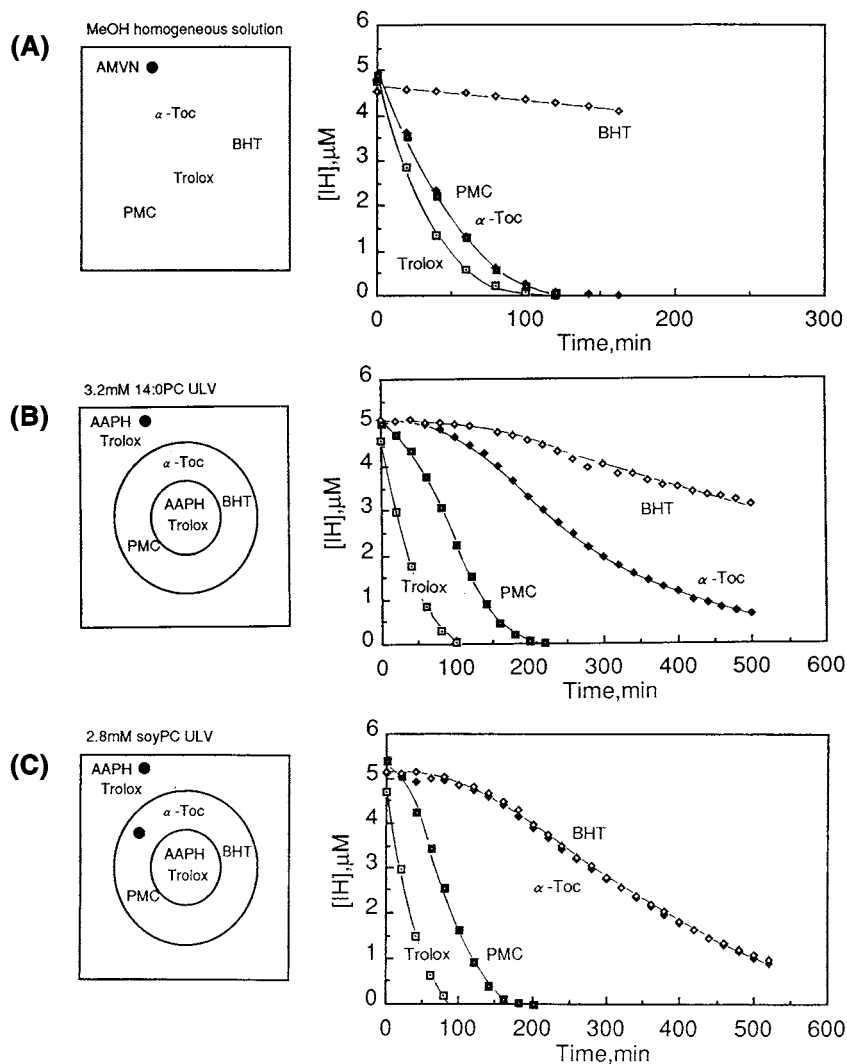 (A)
MeOH homogeneous solution
AMVN
α-Toc
BHT
Trolox
PMC
[IH],μM
6
5
4
3
2
1
0
BHT
PMC
α-Toc
Trolox
0
100
200
300
Time,min
(B)
3.2mM 14:0PC ULV
AAPH
Trolox
α-Toc
AAPH
Trolox
BHT
PMC
[IH],μM
6
5
4
3
2
1
0
BHT
α-Toc
Trolox
PMC
0
100
200
300
400
500
600
Time,min
(C)
2.8mM soyPC ULV
AAPH
Trolox
α-Toc
AAPH
Trolox
BHT
PMC
[IH],μM
6
5
4
3
2
1
0
BHT
α-Toc
Trolox
PMC
0
100
200
300
400
500
600
Time,min